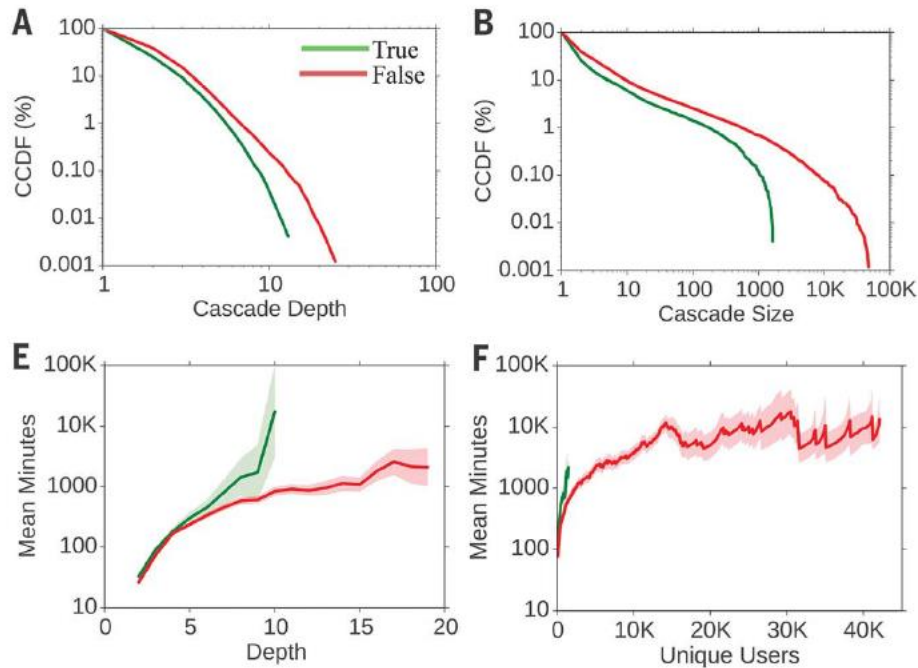 A
CCDF (%)
100
10
1
0.10
0.01
0.001
1
10
100
Cascade Depth
True
False
B
CCDF (%)
100
10
1
0.10
0.01
0.001
1
10
100
1000
10K
100K
Cascade Size
E
Mean Minutes
100K
10K
1000
100
10
0
5
10
15
20
Depth
F
Mean Minutes
100K
10K
1000
100
10
0
10K
20K
30K
40K
Unique Users